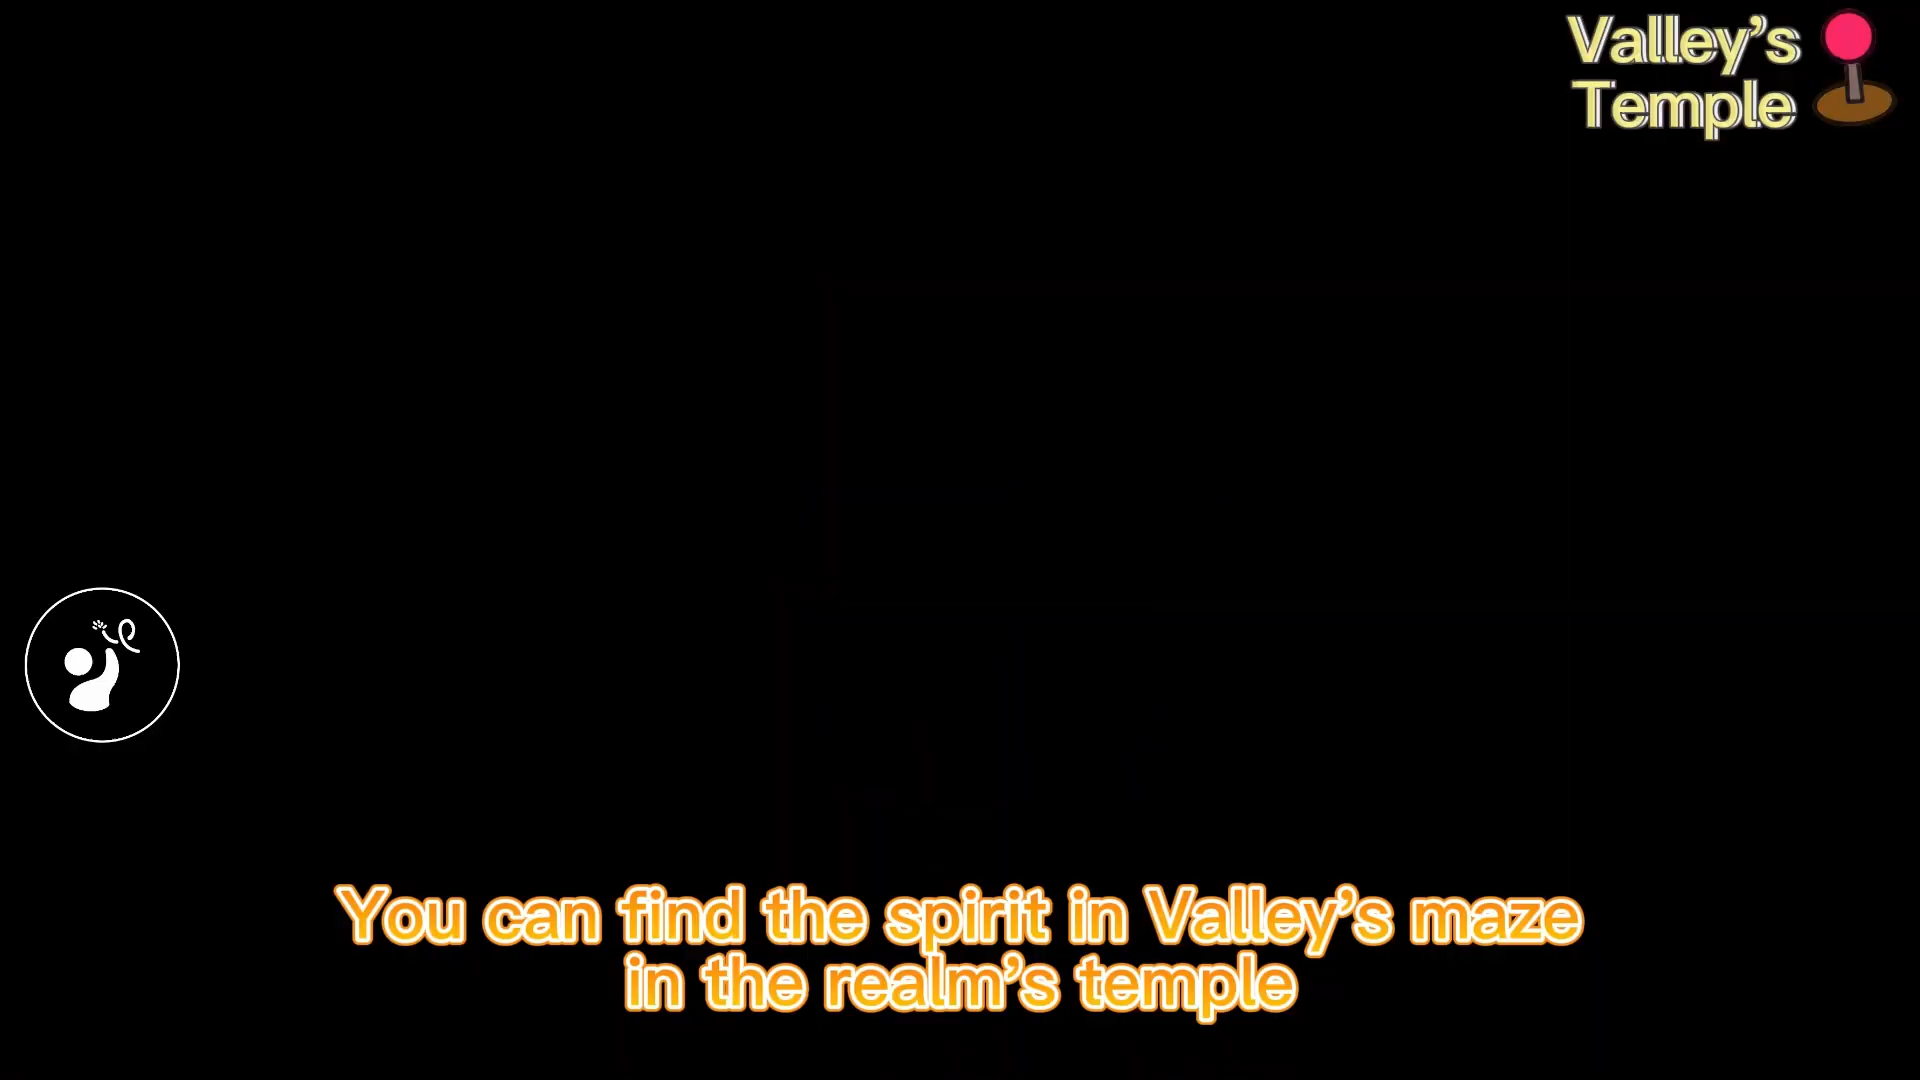 Valley’s
Temple
You can find the spirit in Valley’s maze
in the realm’s temple